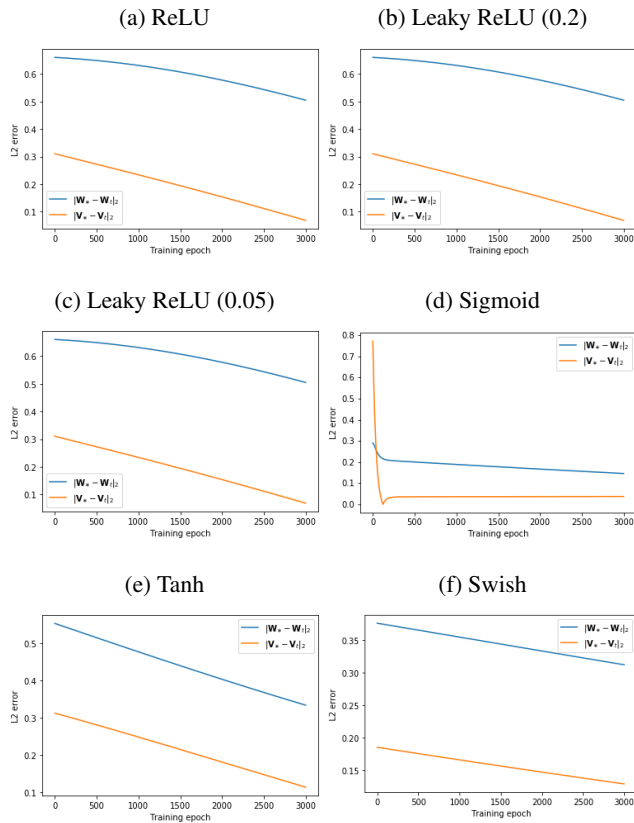 (a) ReLU
(b) Leaky ReLU (0.2)
0.6
0.5
0.4
0.3
0.2
0.1
L2 error
|W* − Wt|2
|V* − Vt|2
0 500 1000 1500 2000 2500 3000
Training epoch
0.6
0.5
0.4
0.3
0.2
0.1
L2 error
|W* − Wt|2
|V* − Vt|2
0 500 1000 1500 2000 2500 3000
Training epoch
(c) Leaky ReLU (0.05)
(d) Sigmoid
0.6
0.5
0.4
0.3
0.2
0.1
L2 error
|W* − Wt|2
|V* − Vt|2
0 500 1000 1500 2000 2500 3000
Training epoch
0.8
0.7
0.6
0.5
0.4
0.3
0.2
0.1
0.0
L2 error
|W* − Wt|2
|V* − Vt|2
0 500 1000 1500 2000 2500 3000
Training epoch
(e) Tanh
(f) Swish
0.5
0.4
0.3
0.2
0.1
L2 error
|W* − Wt|2
|V* − Vt|2
0 500 1000 1500 2000 2500 3000
Training epoch
0.35
0.30
0.25
0.20
0.15
L2 error
|W* − Wt|2
|V* − Vt|2
0 500 1000 1500 2000 2500 3000
Training epoch